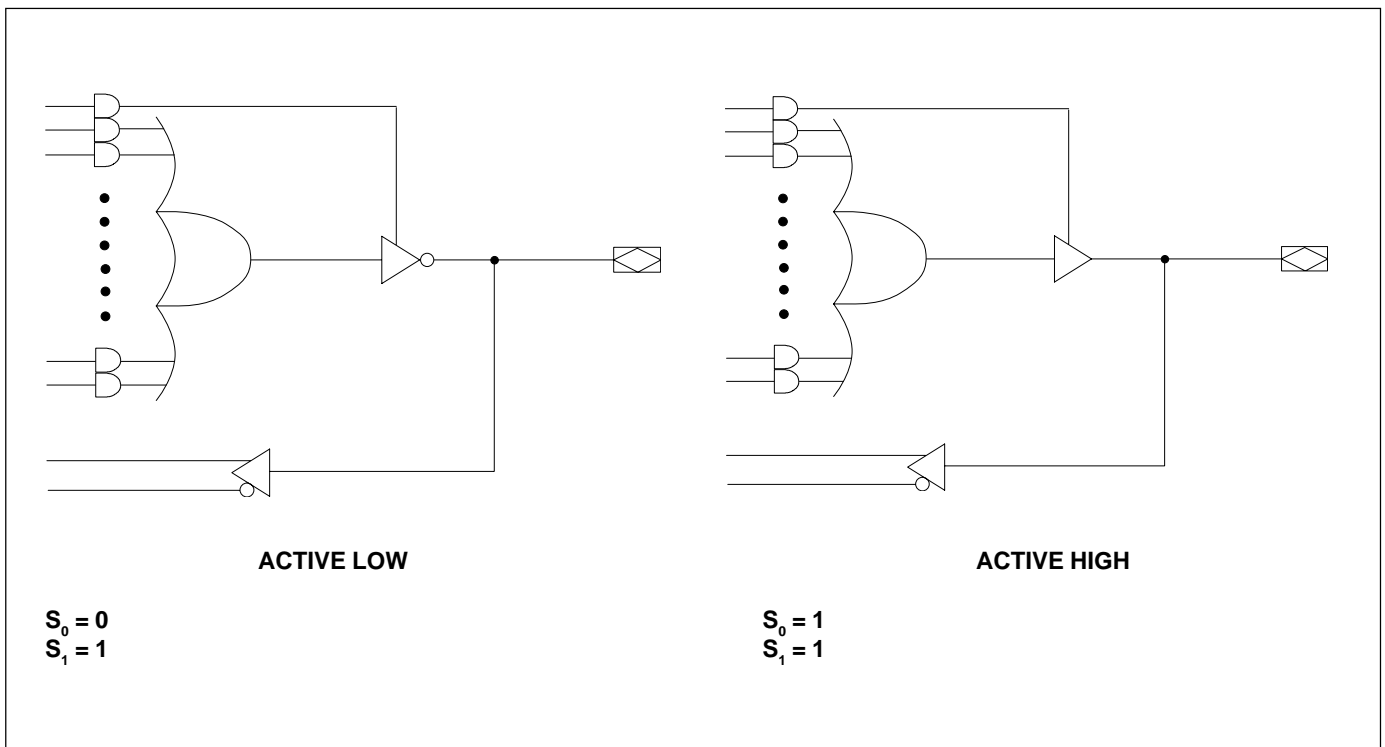 ACTIVE LOW
ACTIVE HIGH
S₀ = 0
S₁ = 1
S₀ = 1
S₁ = 1